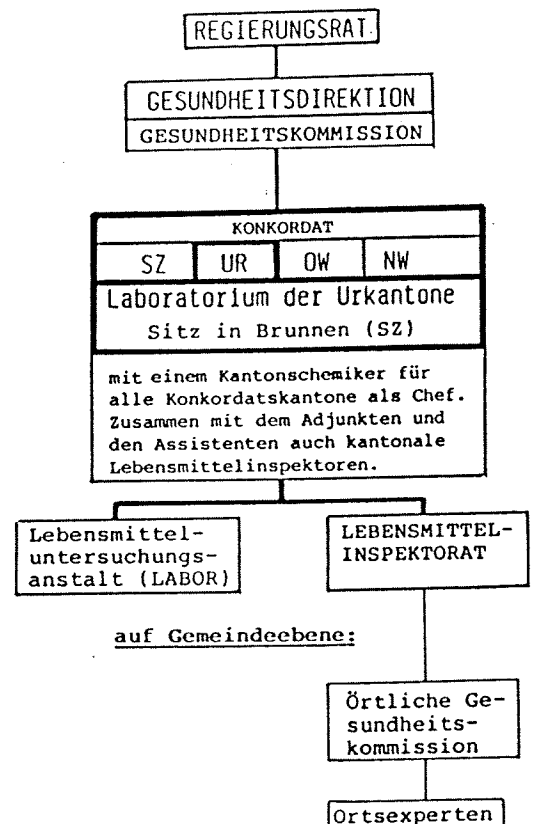 REGIERUNGSRAT
GESUNDHEITSDIREKTION
GESUNDHEITSKOMMISSION
KONKORDAT
SZ UR OW NW
Laboratorium der Urkantone
Sitz in Brunnen (SZ)
mit einem Kantonschemiker für
alle Konkordatskantone als Chef.
Zusammen mit dem Adjunkten und
den Assistenten auch kantonale
Lebensmittelinspektoren.
Lebensmittel-
untersuchungs-
anstalt (LABOR)
LEBENSMITTEL-
INSPEKTORAT
auf Gemeindeebene:
Örtliche Ge-
sundheits-
kommission
Ortsexperten